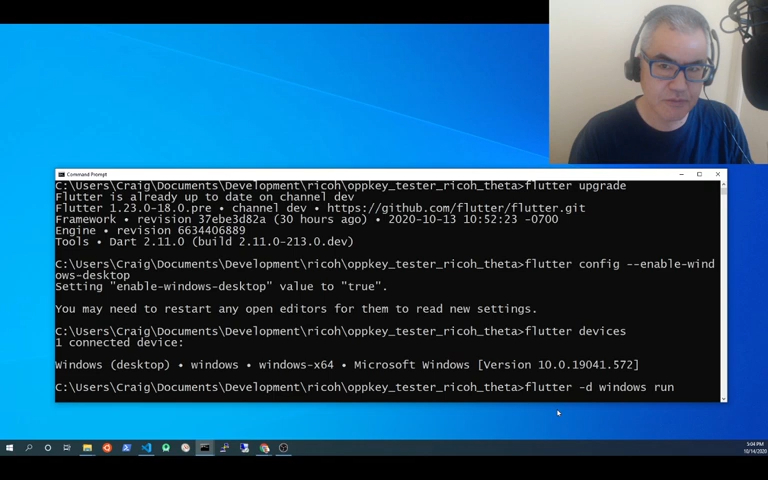 Command Prompt
C:\Users\Craig\Documents\Development\ricoh\oppkey_tester_ricoh_theta>flutter upgrade
Flutter is already up to date on channel dev
Flutter 1.23.0-18.0.pre • channel dev • https://github.com/flutter/flutter.git
Framework • revision 37ebe3d82a (30 hours ago) • 2020-10-13 10:52:23 -0700
Engine • revision 6634406889
Tools • Dart 2.11.0 (build 2.11.0-213.0.dev)
C:\Users\Craig\Documents\Development\ricoh\oppkey_tester_ricoh_theta>flutter config --enable-wind
ows-desktop
Setting "enable-windows-desktop" value to "true".
You may need to restart any open editors for them to read new settings.
C:\Users\Craig\Documents\Development\ricoh\oppkey_tester_ricoh_theta>flutter devices
1 connected device:
Windows (desktop) • windows • windows-x64 • Microsoft Windows [Version 10.0.19041.572]
C:\Users\Craig\Documents\Development\ricoh\oppkey_tester_ricoh_theta>flutter -d windows run
5:04 PM
10/14/2020